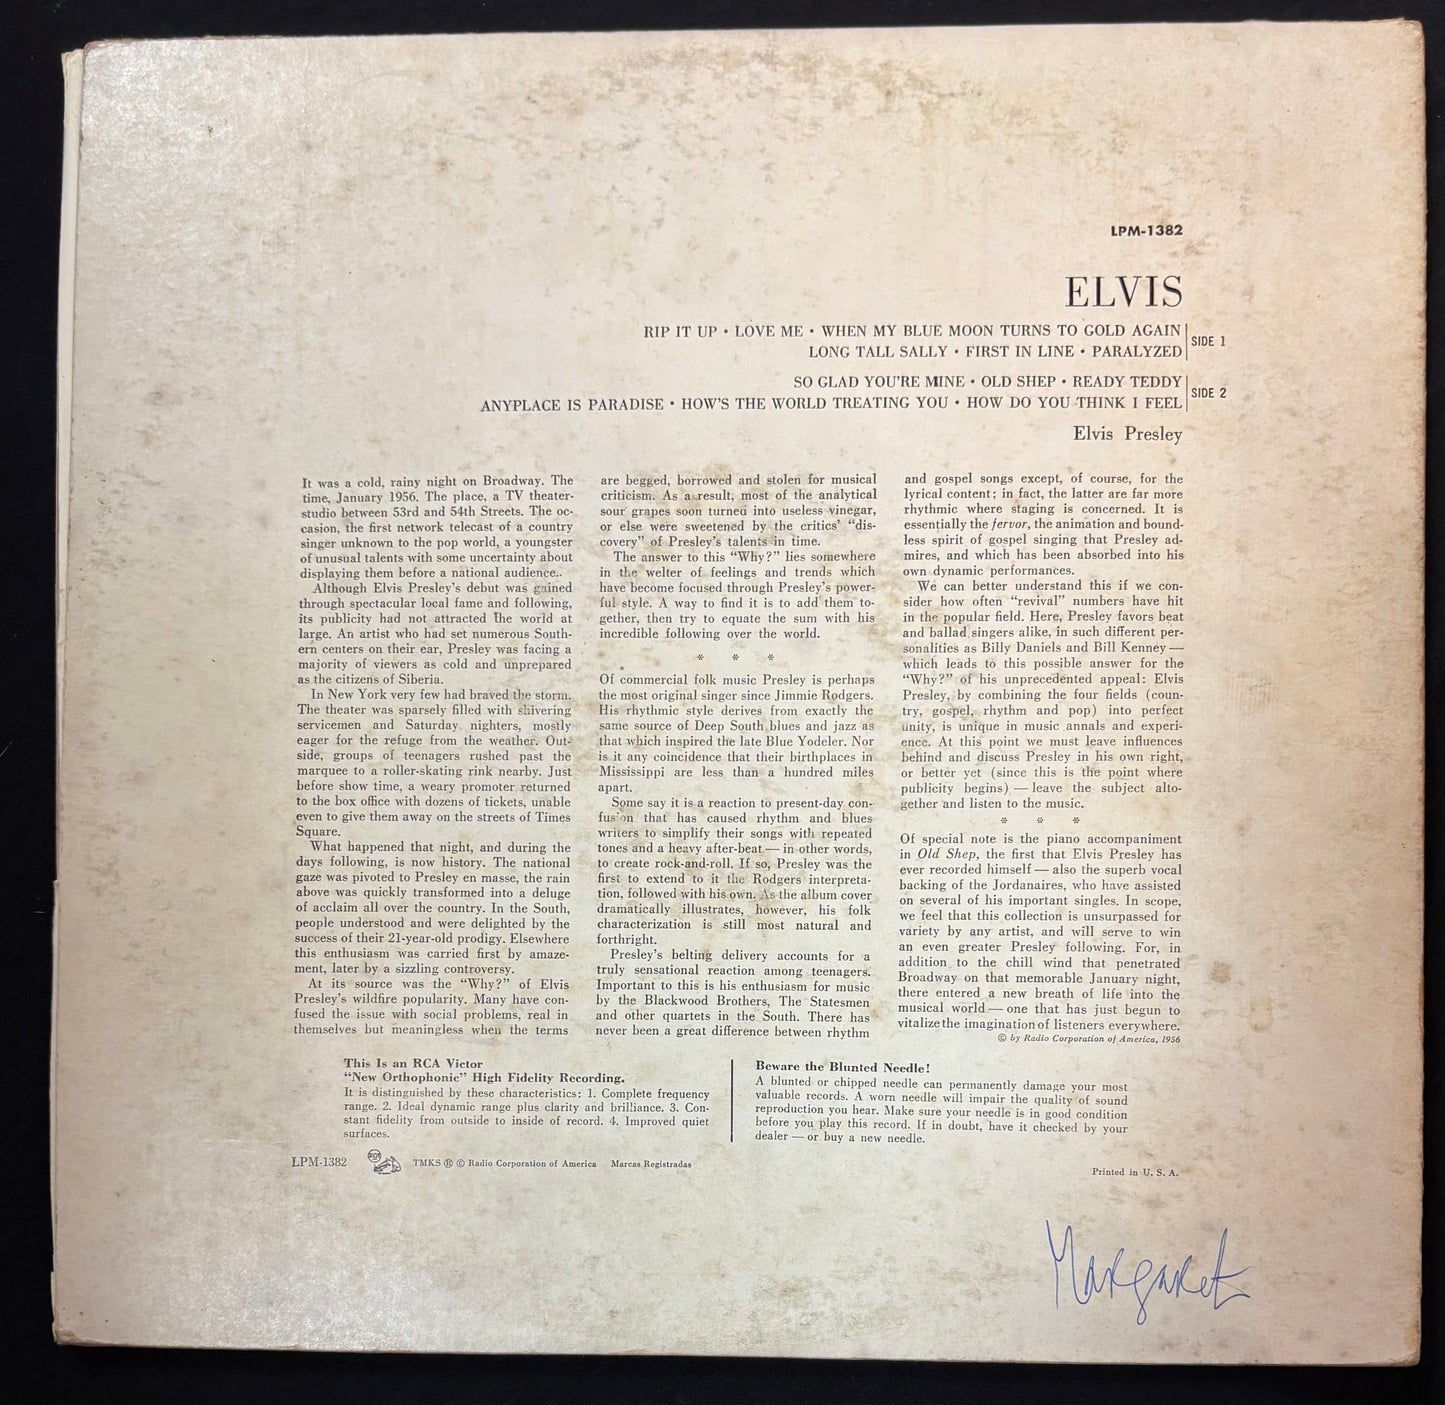 LPM-1382
ELVIS
RIP IT UP • LOVE ME • WHEN MY BLUE MOON TURNS TO GOLD AGAIN
LONG TALL SALLY • FIRST IN LINE • PARALYZED
SIDE 1
SO GLAD YOU'RE MINE • OLD SHEP • READY TEDDY
ANYPLACE IS PARADISE • HOW'S THE WORLD TREATING YOU • HOW DO YOU THINK I FEEL
SIDE 2
Elvis Presley
It was a cold, rainy night on Broadway. The
time, January 1956. The place, a TV theater-
studio between 53rd and 54th Streets. The oc-
casion, the first network telecast of a country
singer unknown to the pop world, a youngster
of unusual talents with some uncertainty about
displaying them before a national audience..
Although Elvis Presley's debut was gained
through spectacular local fame and following,
its publicity had not attracted the world at
large. An artist who had set numerous South-
ern centers on their ear, Presley was facing a
majority of viewers as cold and unprepared
as the citizens of Siberia.
In New York very few had braved the storm.
The theater was sparsely filled with shivering
servicemen and Saturday nighters, mostly
eager for the refuge from the weather. Out-
side, groups of teenagers rushed past the
marquee to a roller-skating rink nearby. Just
before show time, a weary promoter returned
to the box office with dozens of tickets, unable
even to give them away on the streets of Times
Square.
What happened that night, and during the
days following, is now history. The national
gaze was pivoted to Presley en masse, the rain
above was quickly transformed into a deluge
of acclaim all over the country. In the South,
people understood and were delighted by the
success of their 21-year-old prodigy. Elsewhere
this enthusiasm was carried first by amaze-
ment, later by a sizzling controversy.
At its source was the “Why?” of Elvis
Presley's wildfire popularity. Many have con-
fused the issue with social problems, real in
themselves but meaningless when the terms
are begged, borrowed and stolen for musical
criticism. As a result, most of the analytical
sour grapes soon turned into useless vinegar,
or else were sweetened by the critics' “dis-
covery” of Presley's talents in time.
The answer to this “Why?” lies somewhere
in the welter of feelings and trends which
have become focused through Presley's power-
ful style. A way to find it is to add them to-
gether, then try to equate the sum with his
incredible following over the world.
* * *
Of commercial folk music Presley is perhaps
the most original singer since Jimmie Rodgers.
His rhythmic style derives from exactly the
same source of Deep South blues and jazz as
that which inspired the late Blue Yodeler. Nor
is it any coincidence that their birthplaces in
Mississippi are less than a hundred miles
apart.
Some say it is a reaction to present-day con-
fusion that has caused rhythm and blues
writers to simplify their songs with repeated
tones and a heavy after-beat — in other words,
to create rock-and-roll. If so, Presley was the
first to extend to it the Rodgers interpreta-
tion, followed with his own. As the album cover
dramatically illustrates, however, his folk
characterization is still most natural and
forthright.
Presley's belting delivery accounts for a
truly sensational reaction among teenagers.
Important to this is his enthusiasm for music
by the Blackwood Brothers, The Statesmen
and other quartets in the South. There has
never been a great difference between rhythm
and gospel songs except, of course, for the
lyrical content; in fact, the latter are far more
rhythmic where staging is concerned. It is
essentially the fervor, the animation and bound-
less spirit of gospel singing that Presley ad-
mires, and which has been absorbed into his
own dynamic performances.
We can better understand this if we con-
sider how often “revival” numbers have hit
in the popular field. Here, Presley favors beat
and ballad singers alike, in such different per-
sonalities as Billy Daniels and Bill Kenney —
which leads to this possible answer for the
“Why?” of his unprecedented appeal: Elvis
Presley, by combining the four fields (coun-
try, gospel, rhythm and pop) into perfect
unity, is unique in music annals and experi-
ence. At this point we must leave influences
behind and discuss Presley in his own right,
or better yet (since this is the point where
publicity begins) — leave the subject alto-
gether and listen to the music.
* * *
Of special note is the piano accompaniment
in Old Shep, the first that Elvis Presley has
ever recorded himself — also the superb vocal
backing of the Jordanaires, who have assisted
on several of his important singles. In scope,
we feel that this collection is unsurpassed for
variety by any artist, and will serve to win
an even greater Presley following. For, in
addition to the chill wind that penetrated
Broadway on that memorable January night,
there entered a new breath of life into the
musical world — one that has just begun to
vitalize the imagination of listeners everywhere.
© by Radio Corporation of America, 1956
This Is an RCA Victor
“New Orthophonic” High Fidelity Recording.
It is distinguished by these characteristics: 1. Complete frequency
range. 2. Ideal dynamic range plus clarity and brilliance. 3. Con-
stant fidelity from outside to inside of record. 4. Improved quiet
surfaces.
Beware the Blunted Needle!
A blunted or chipped needle can permanently damage your most
valuable records. A worn needle will impair the quality of sound
reproduction you hear. Make sure your needle is in good condition
before you play this record. If in doubt, have it checked by your
dealer — or buy a new needle.
LPM-1382 RCA TMKS ® © Radio Corporation of America Marcas Registradas
Printed in U. S. A.
Margaret